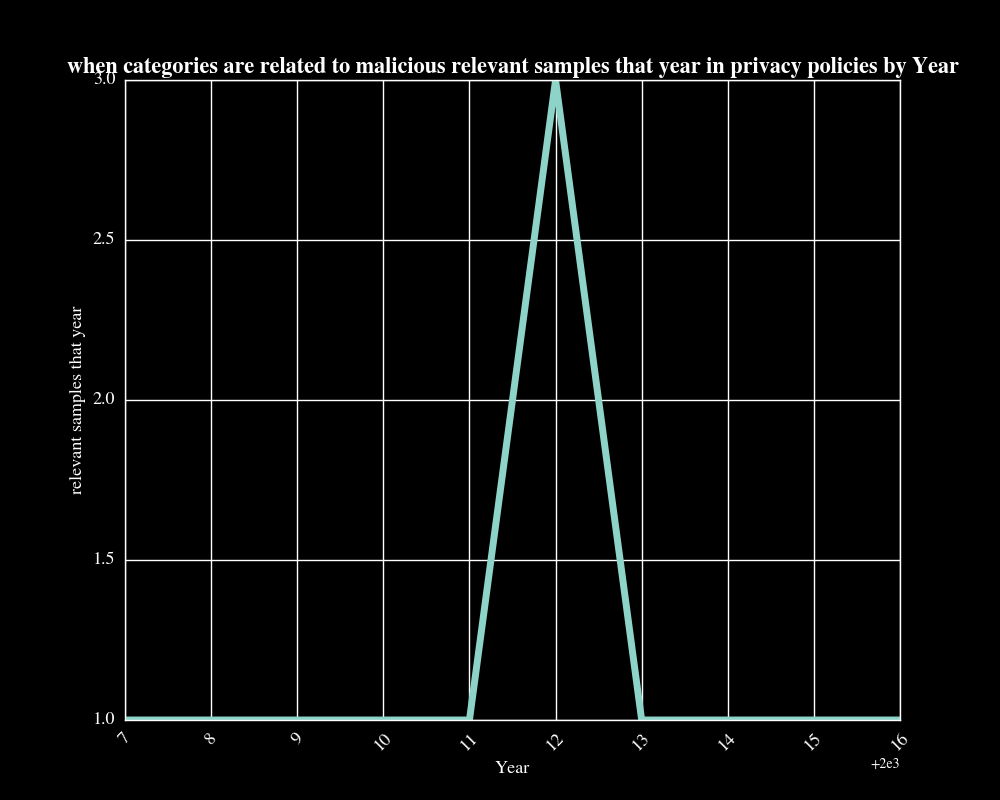 when categories are related to malicious relevant samples that year in privacy policies by Year
3.0
2.5
2.0
1.5
1.0
relevant samples that year
7 8 9 10 11 12 13 14 15 16
+2e3
Year